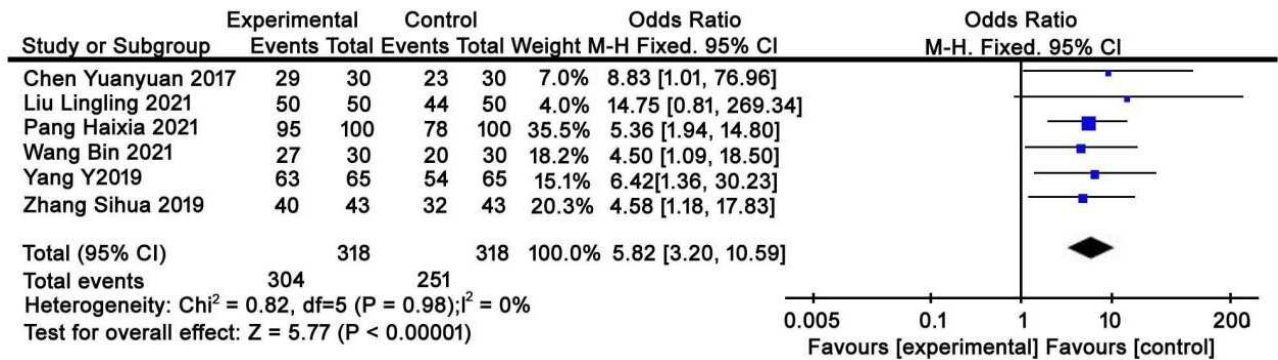 Experimental Control Odds Ratio Odds Ratio
Study or Subgroup Events Total Events Total Weight M-H Fixed. 95% CI M-H. Fixed. 95% CI
Chen Yuanyuan 2017 29 30 23 30 7.0% 8.83 [1.01, 76.96]
Liu Lingling 2021 50 50 44 50 4.0% 14.75 [0.81, 269.34]
Pang Haixia 2021 95 100 78 100 35.5% 5.36 [1.94, 14.80]
Wang Bin 2021 27 30 20 30 18.2% 4.50 [1.09, 18.50]
Yang Y2019 63 65 54 65 15.1% 6.42[1.36, 30.23]
Zhang Sihua 2019 40 43 32 43 20.3% 4.58 [1.18, 17.83]
Total (95% CI) 318 318 100.0% 5.82 [3.20, 10.59]
Total events 304 251
Heterogeneity: Chi² = 0.82, df=5 (P = 0.98);I² = 0%
Test for overall effect: Z = 5.77 (P < 0.00001)
0.005 0.1 1 10 200
Favours [experimental] Favours [control]